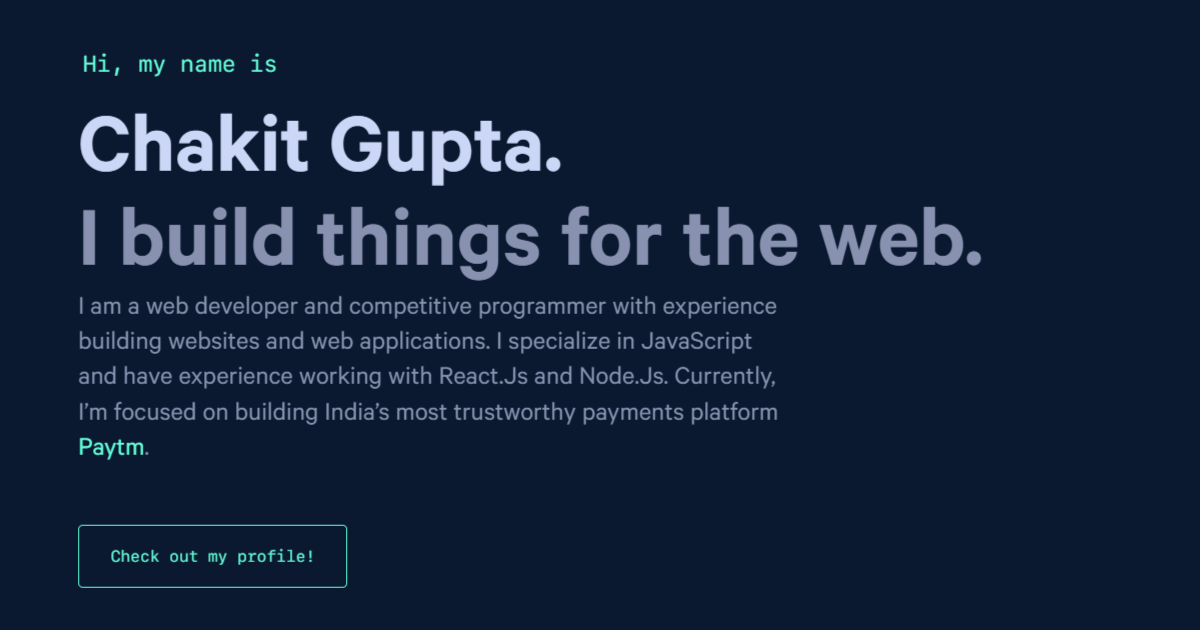 Hi, my name is
Chakit Gupta.
I build things for the web.
I am a web developer and competitive programmer with experience
building websites and web applications. I specialize in JavaScript
and have experience working with React.Js and Node.Js. Currently,
I’m focused on building India’s most trustworthy payments platform
Paytm.
Check out my profile!